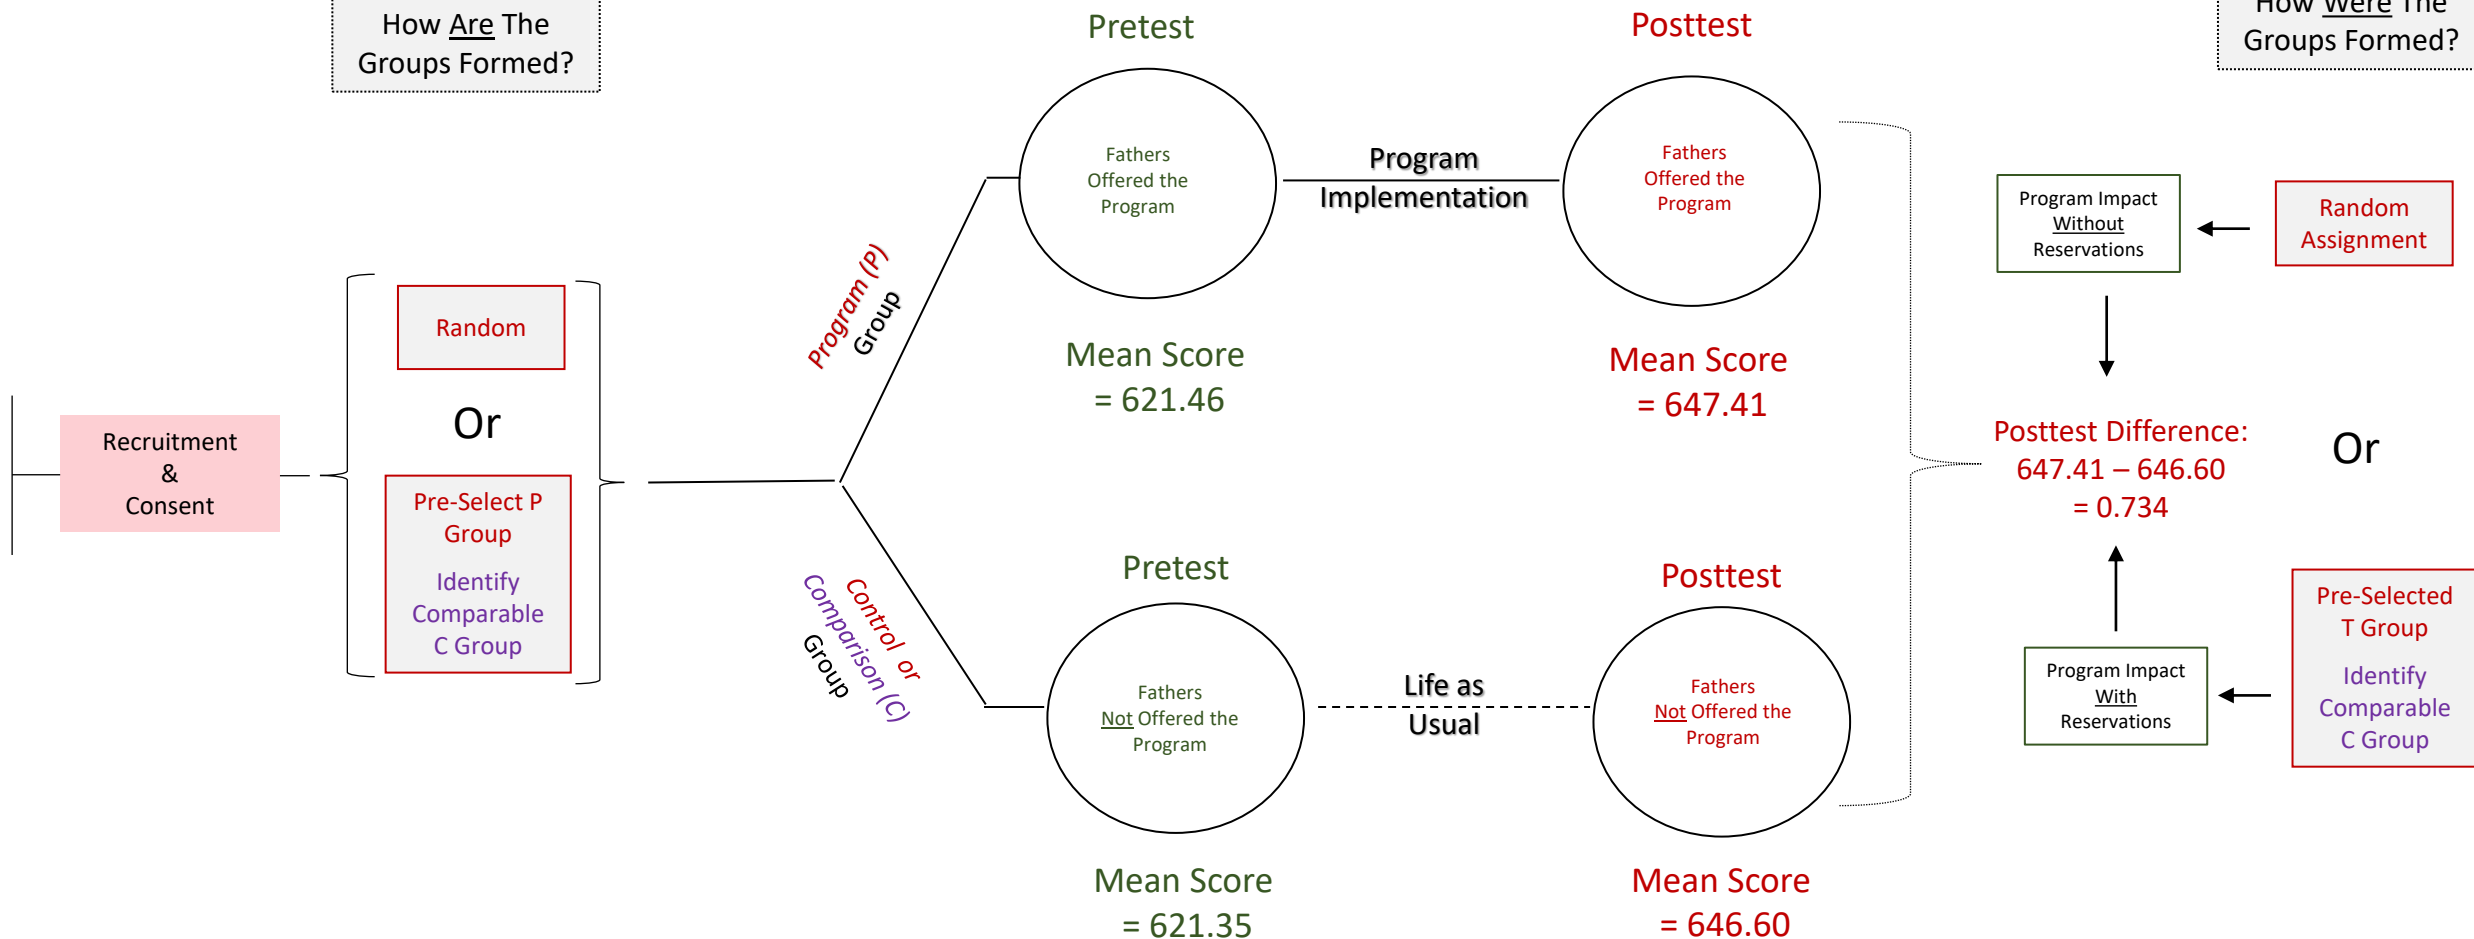 How Are The
Groups Formed?
Recruitment
&
Consent
Random
Or
Pre-Select P
Group
Identify
Comparable
C Group
Program (P)
Group
Control or
Comparison (C)
Group
Pretest
Fathers
Offered the
Program
Mean Score
= 621.46
Program
Implementation
Posttest
Fathers
Offered the
Program
Mean Score
= 647.41
Pretest
Fathers
Not Offered the
Program
Mean Score
= 621.35
Life as
Usual
Posttest
Fathers
Not Offered the
Program
Mean Score
= 646.60
How Were The
Groups Formed?
Program Impact
Without
Reservations
Random
Assignment
Posttest Difference:
647.41 – 646.60
= 0.734
Or
Program Impact
With
Reservations
Pre-Selected
T Group
Identify
Comparable
C Group